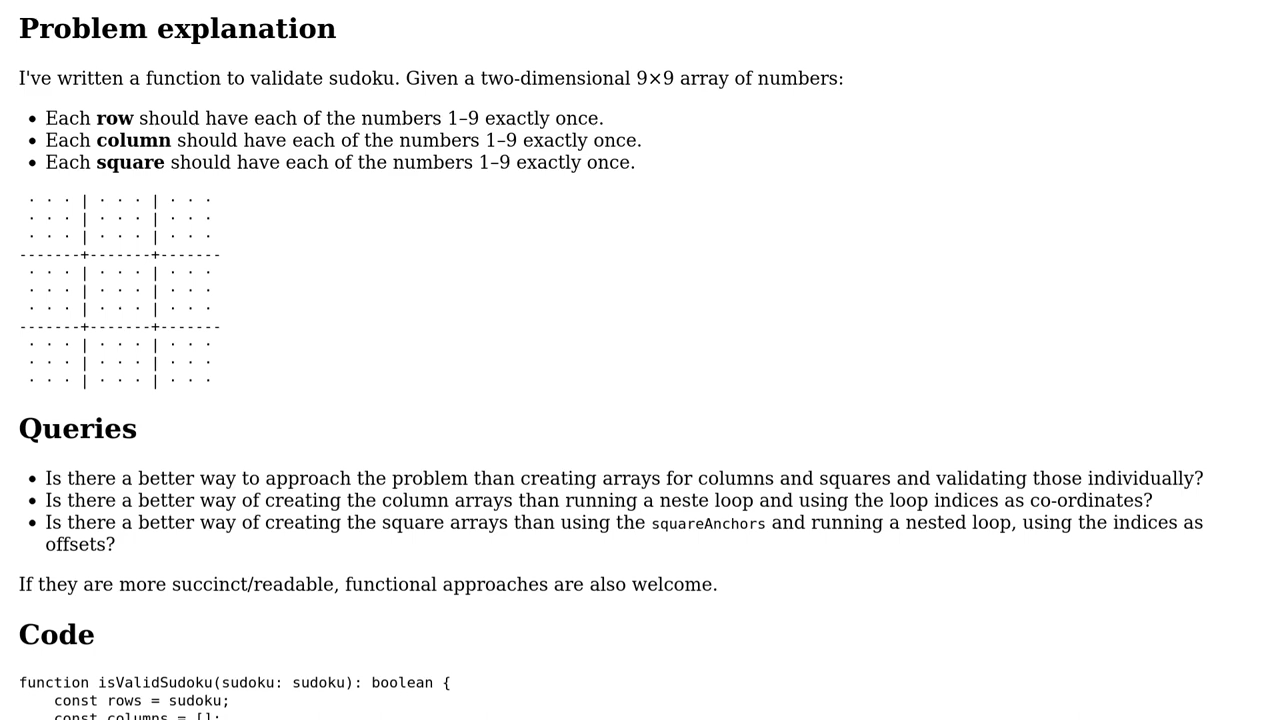 Problem explanation
I've written a function to validate sudoku. Given a two-dimensional 9×9 array of numbers:
• Each row should have each of the numbers 1–9 exactly once.
• Each column should have each of the numbers 1–9 exactly once.
• Each square should have each of the numbers 1–9 exactly once.
 · · · | · · · | · · ·
 · · · | · · · | · · ·
 · · · | · · · | · · ·
-------+-------+-------
 · · · | · · · | · · ·
 · · · | · · · | · · ·
 · · · | · · · | · · ·
-------+-------+-------
 · · · | · · · | · · ·
 · · · | · · · | · · ·
 · · · | · · · | · · ·
Queries
• Is there a better way to approach the problem than creating arrays for columns and squares and validating those individually?
• Is there a better way of creating the column arrays than running a neste loop and using the loop indices as co-ordinates?
• Is there a better way of creating the square arrays than using the squareAnchors and running a nested loop, using the indices as
offsets?
If they are more succinct/readable, functional approaches are also welcome.
Code
function isValidSudoku(sudoku: sudoku): boolean {
    const rows = sudoku;
    const columns = [];